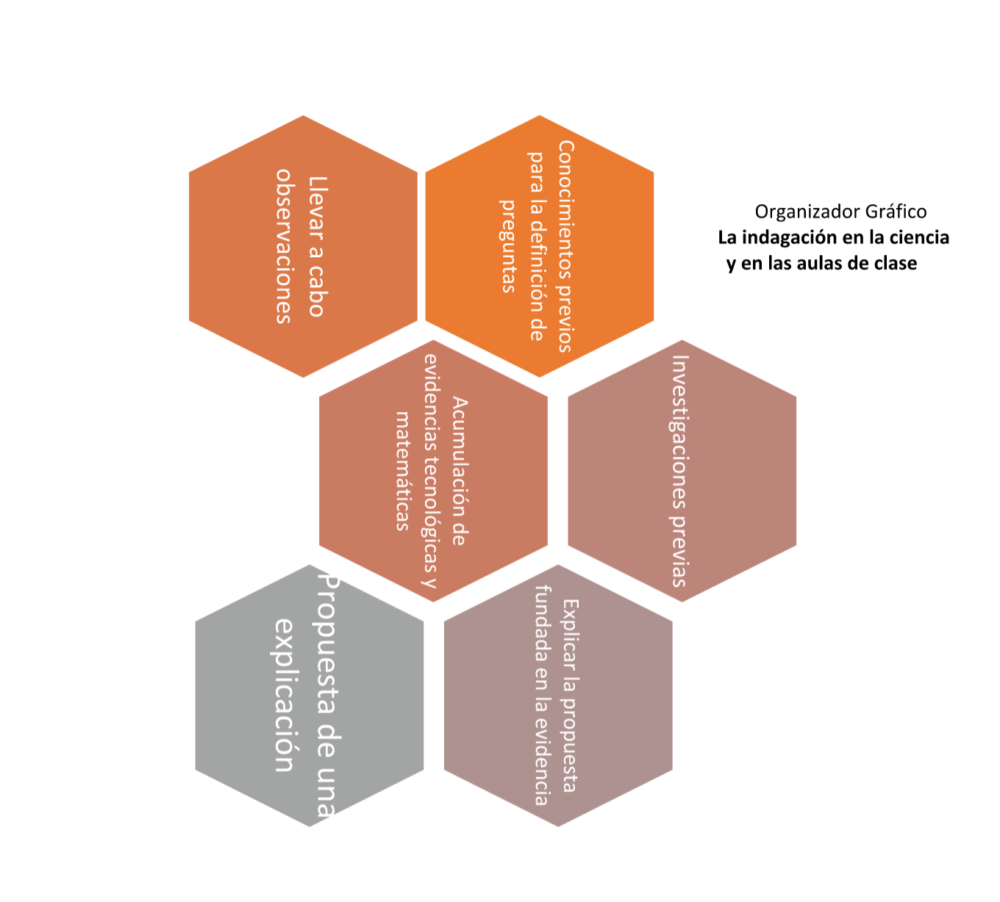 Organizador Gráfico
La indagación en la ciencia
y en las aulas de clase
Conocimientos previos
para la definición de
preguntas
Llevar a cabo
observaciones
Investigaciones previas
Acumulación de
evidencias tecnológicas y
matemáticas
Explicar la propuesta
fundada en la evidencia
Propuesta de una
explicación